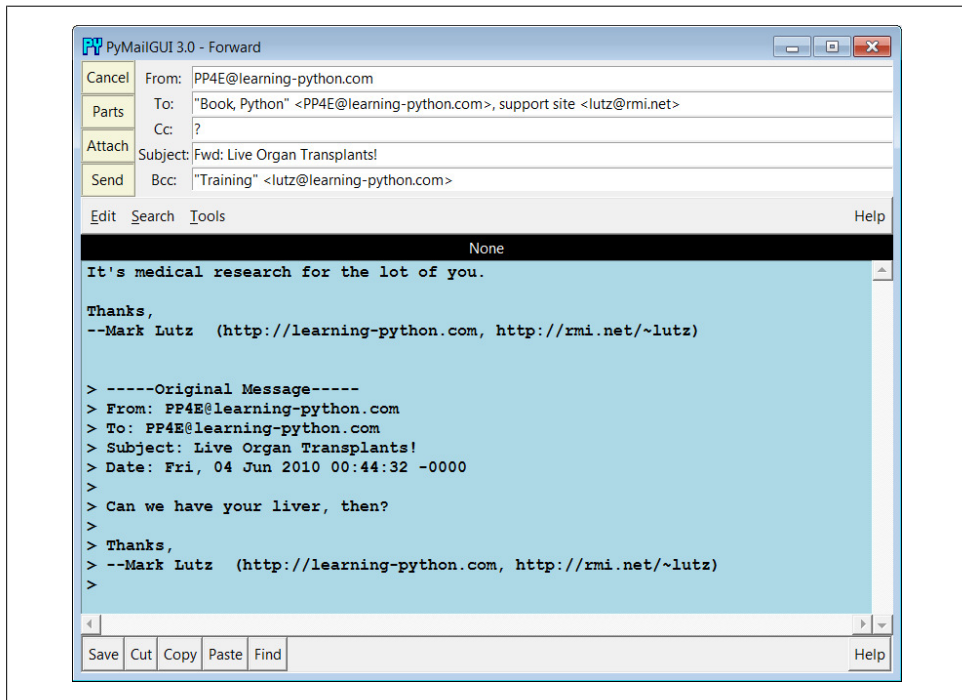 PY PyMailGUI 3.0 - Forward
Cancel From: PP4E@learning-python.com
Parts To: "Book, Python" <PP4E@learning-python.com>, support site <lutz@rmi.net>
Cc: ?
Attach Subject: Fwd: Live Organ Transplants!
Send Bcc: "Training" <lutz@learning-python.com>
Edit Search Tools Help
None
It's medical research for the lot of you.
Thanks,
--Mark Lutz (http://learning-python.com, http://rmi.net/~lutz)
> -----Original Message-----
> From: PP4E@learning-python.com
> To: PP4E@learning-python.com
> Subject: Live Organ Transplants!
> Date: Fri, 04 Jun 2010 00:44:32 -0000
>
> Can we have your liver, then?
>
> Thanks,
> --Mark Lutz (http://learning-python.com, http://rmi.net/~lutz)
>
Save Cut Copy Paste Find Help